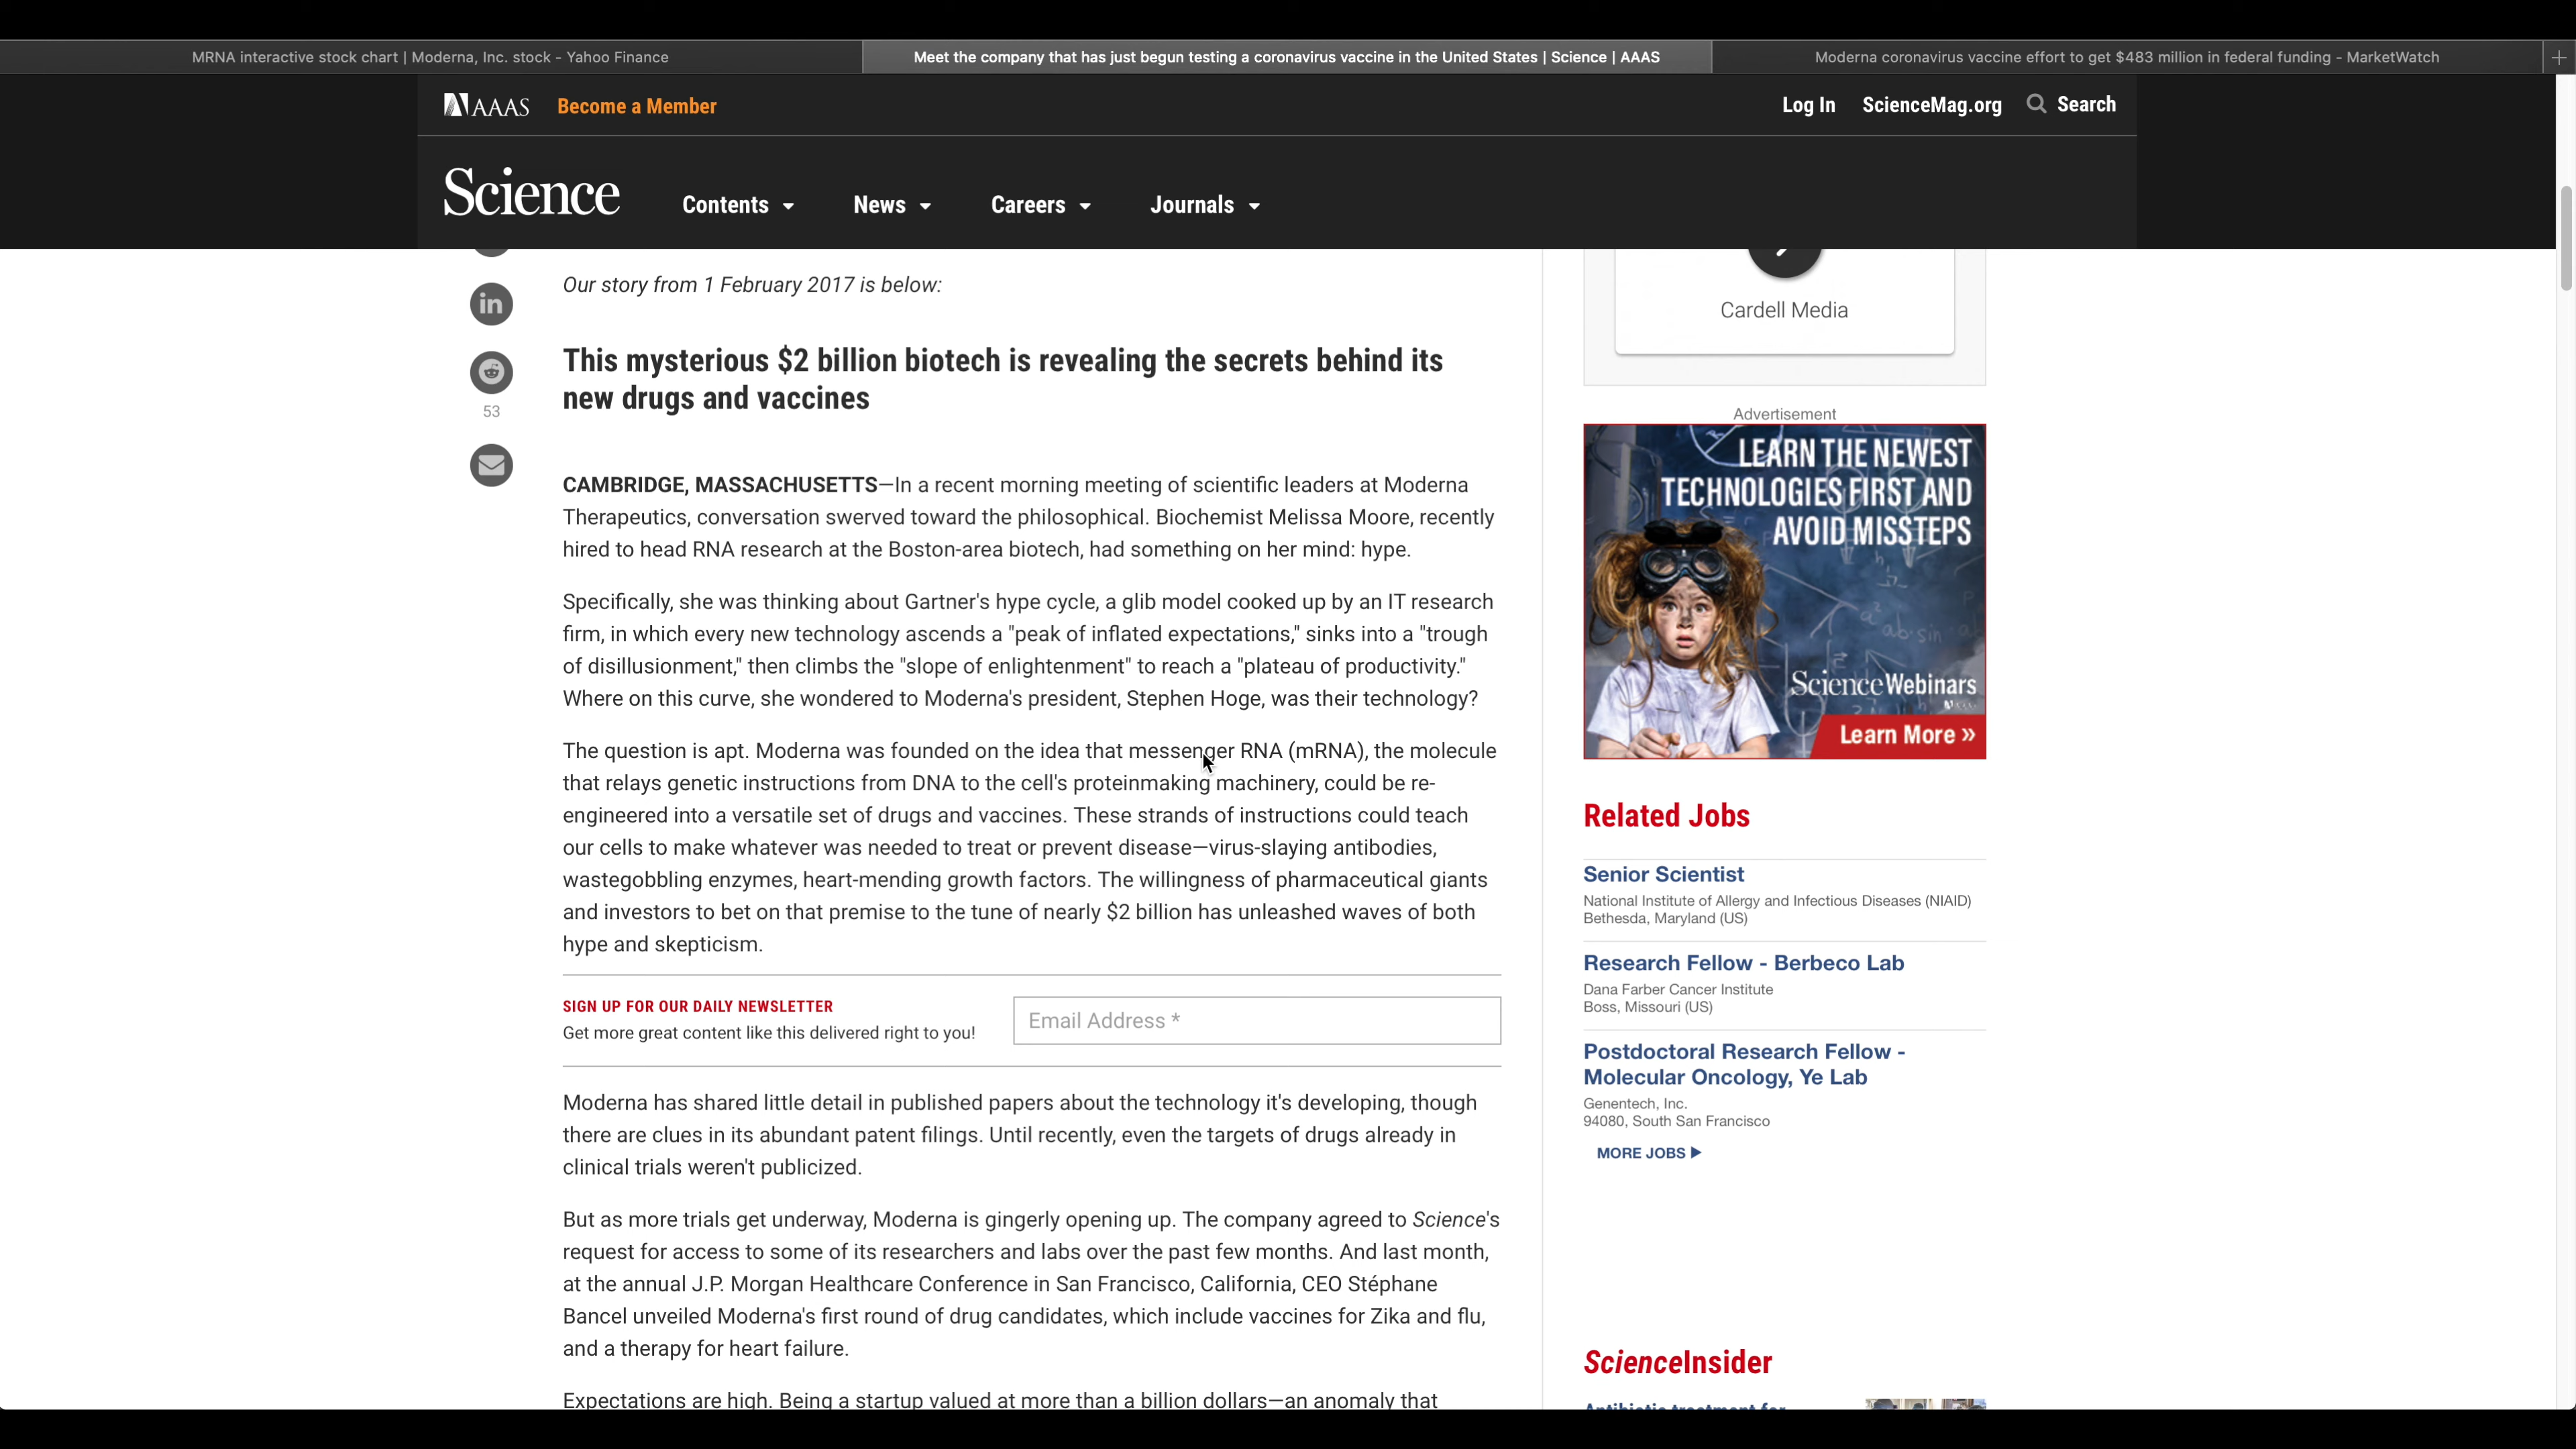 MRNA interactive stock chart | Moderna, Inc. stock - Yahoo Finance
Meet the company that has just begun testing a coronavirus vaccine in the United States | Science | AAAS
Moderna coronavirus vaccine effort to get $483 million in federal funding - MarketWatch
AAAS
Become a Member
Log In
ScienceMag.org
Search
Science
Contents
News
Careers
Journals
Our story from 1 February 2017 is below:
This mysterious $2 billion biotech is revealing the secrets behind its
new drugs and vaccines
53
CAMBRIDGE, MASSACHUSETTS—In a recent morning meeting of scientific leaders at Moderna
Therapeutics, conversation swerved toward the philosophical. Biochemist Melissa Moore, recently
hired to head RNA research at the Boston-area biotech, had something on her mind: hype.
Specifically, she was thinking about Gartner's hype cycle, a glib model cooked up by an IT research
firm, in which every new technology ascends a "peak of inflated expectations," sinks into a "trough
of disillusionment," then climbs the "slope of enlightenment" to reach a "plateau of productivity."
Where on this curve, she wondered to Moderna's president, Stephen Hoge, was their technology?
The question is apt. Moderna was founded on the idea that messenger RNA (mRNA), the molecule
that relays genetic instructions from DNA to the cell's proteinmaking machinery, could be re-
engineered into a versatile set of drugs and vaccines. These strands of instructions could teach
our cells to make whatever was needed to treat or prevent disease—virus-slaying antibodies,
wastegobbling enzymes, heart-mending growth factors. The willingness of pharmaceutical giants
and investors to bet on that premise to the tune of nearly $2 billion has unleashed waves of both
hype and skepticism.
SIGN UP FOR OUR DAILY NEWSLETTER
Get more great content like this delivered right to you!
Email Address *
Moderna has shared little detail in published papers about the technology it's developing, though
there are clues in its abundant patent filings. Until recently, even the targets of drugs already in
clinical trials weren't publicized.
But as more trials get underway, Moderna is gingerly opening up. The company agreed to Science's
request for access to some of its researchers and labs over the past few months. And last month,
at the annual J.P. Morgan Healthcare Conference in San Francisco, California, CEO Stéphane
Bancel unveiled Moderna's first round of drug candidates, which include vaccines for Zika and flu,
and a therapy for heart failure.
Expectations are high. Being a startup valued at more than a billion dollars—an anomaly that
Cardell Media
Advertisement
LEARN THE NEWEST
TECHNOLOGIES FIRST AND
AVOID MISSTEPS
Science Webinars
Learn More »
Related Jobs
Senior Scientist
National Institute of Allergy and Infectious Diseases (NIAID)
Bethesda, Maryland (US)
Research Fellow - Berbeco Lab
Dana Farber Cancer Institute
Boss, Missouri (US)
Postdoctoral Research Fellow -
Molecular Oncology, Ye Lab
Genentech, Inc.
94080, South San Francisco
MORE JOBS
ScienceInsider